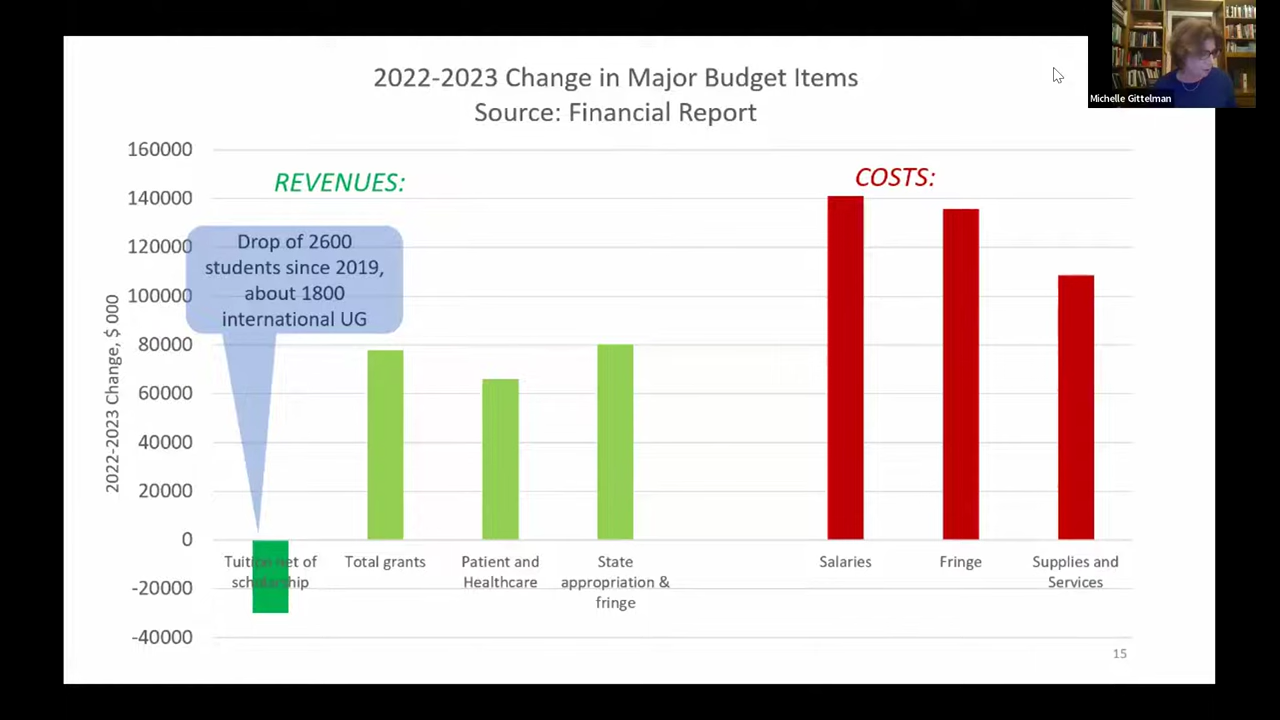 2022-2023 Change in Major Budget Items
Source: Financial Report
Michelle Gittelman
REVENUES:
COSTS:
Drop of 2600
students since 2019,
about 1800
international UG
2022-2023 Change, $ 000
160000
140000
120000
100000
80000
60000
40000
20000
0
-20000
-40000
Tuition net of
scholarship
Total grants
Patient and
Healthcare
State
appropriation &
fringe
Salaries
Fringe
Supplies and
Services
15